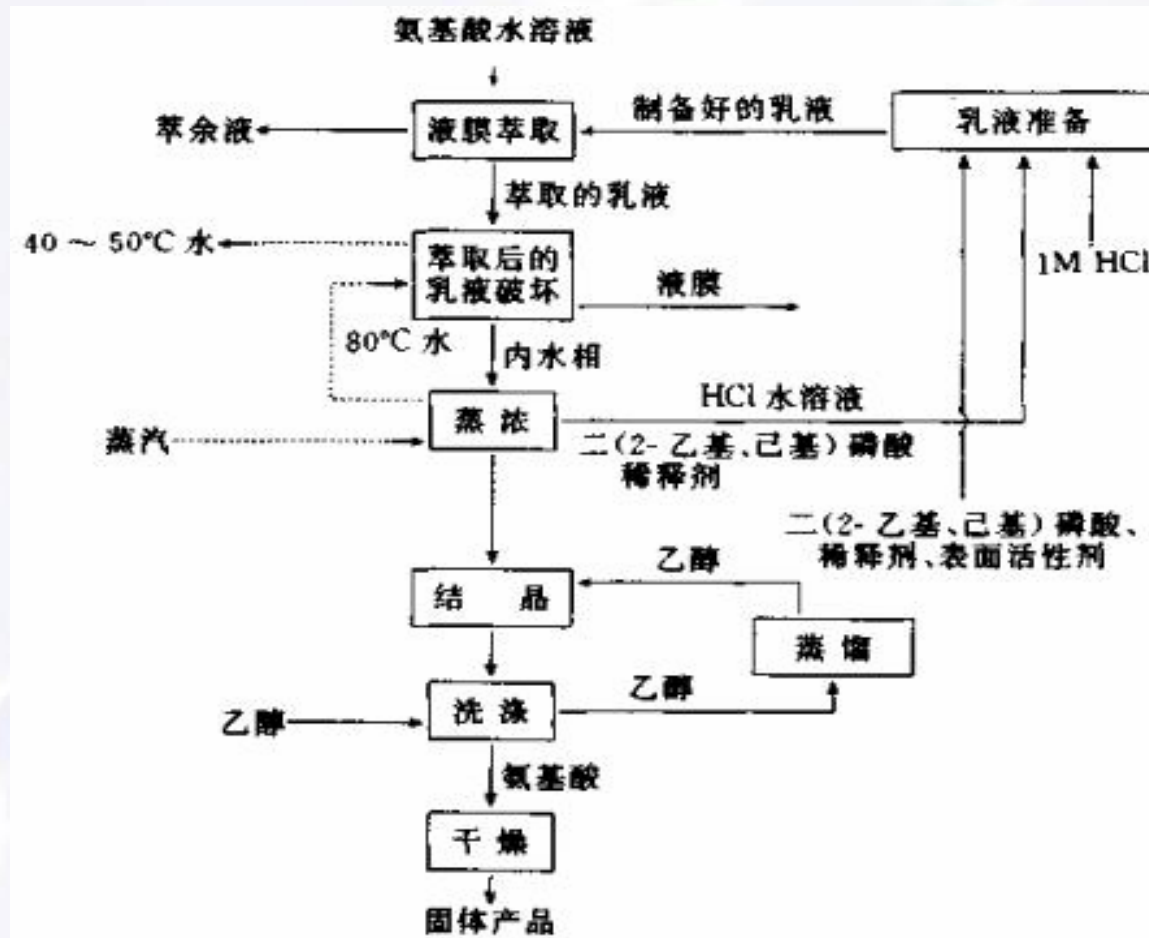 氨基酸水溶液
制备好的乳液
乳液准备
萃余液
液膜萃取
萃取的乳液
40～50℃水
萃取后的
乳液破坏
液膜
1M HCl
80℃水
内水相
HCl水溶液
蒸浓
蒸汽
二(2-乙基、己基)磷酸
稀释剂
二(2-乙基、己基)磷酸、
稀释剂、表面活性剂
乙醇
结 晶
蒸馏
乙醇
洗涤
乙醇
氨基酸
干燥
固体产品